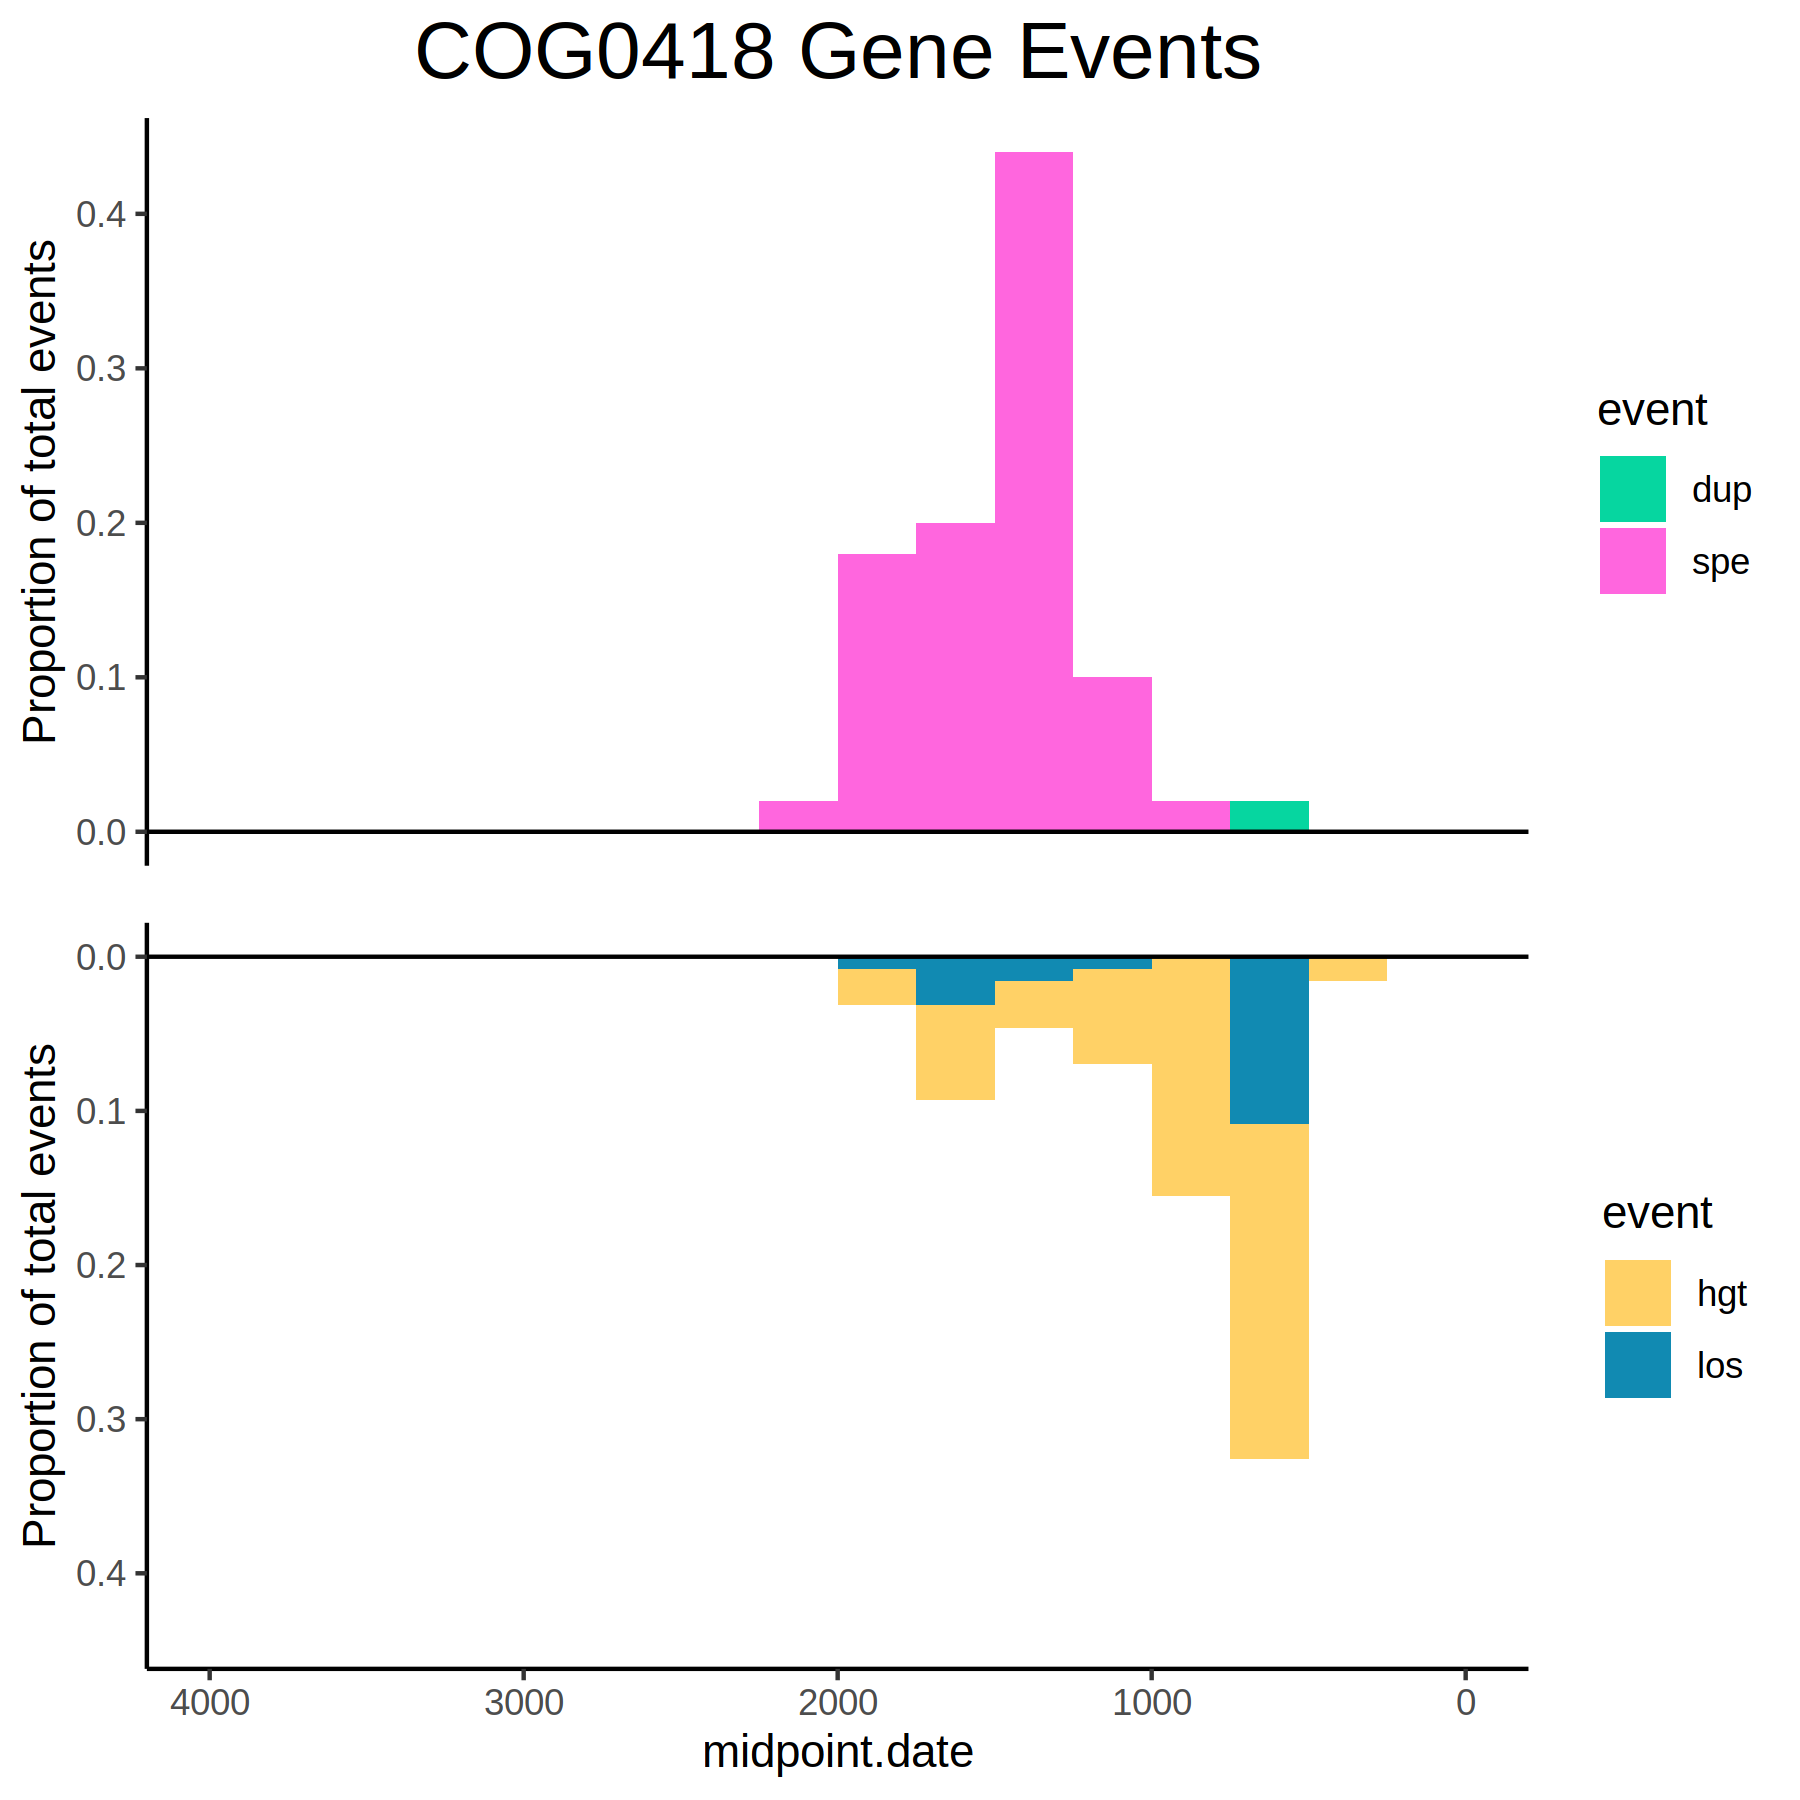 COG0418 Gene Events
Proportion of total events
0.4
0.3
0.2
0.1
0.0
event
dup
spe
Proportion of total events
0.0
0.1
0.2
0.3
0.4
event
hgt
los
4000 3000 2000 1000 0
midpoint.date